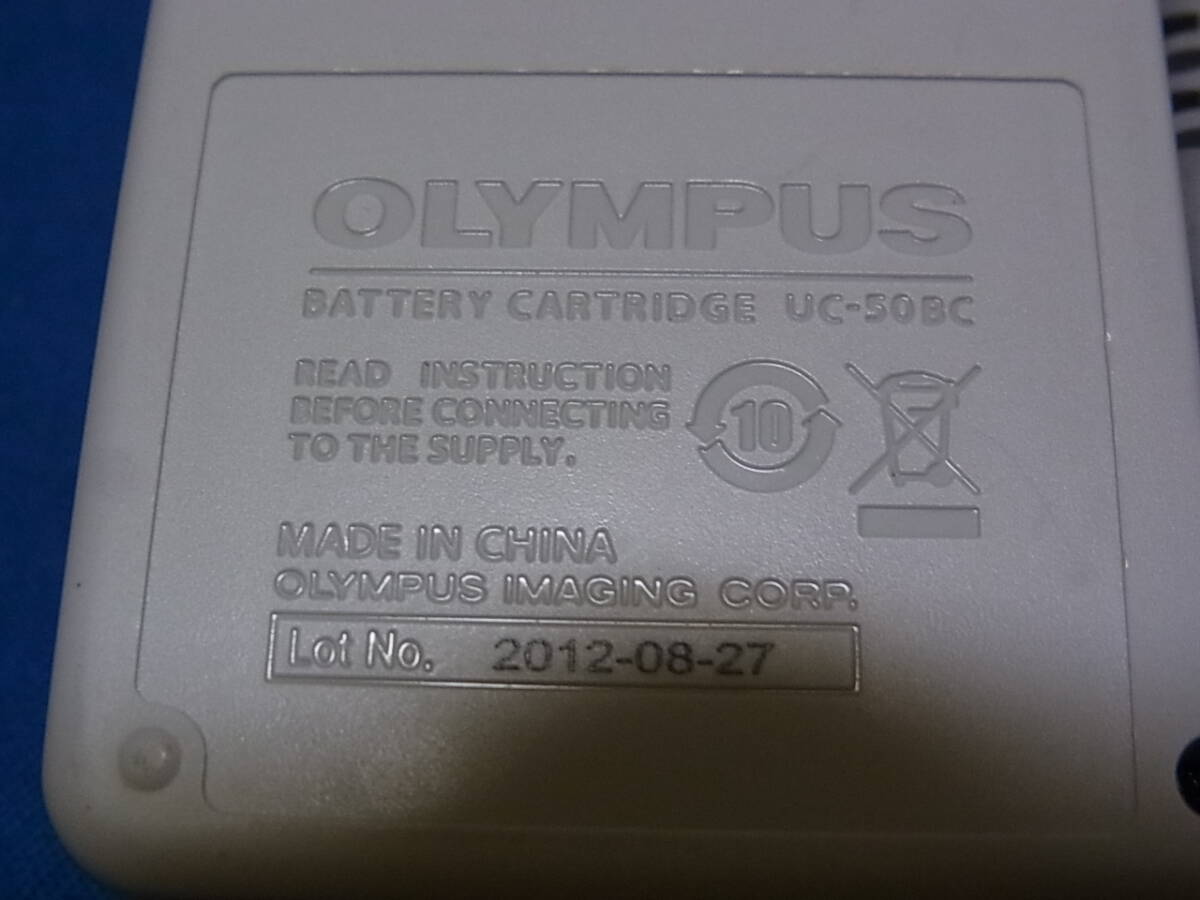 OLYMPUS
BATTERY CARTRIDGE UC-50BC
READ INSTRUCTION
BEFORE CONNECTING
TO THE SUPPLY.
10
MADE IN CHINA
OLYMPUS IMAGING CORP.
Lot No. 2012-08-27